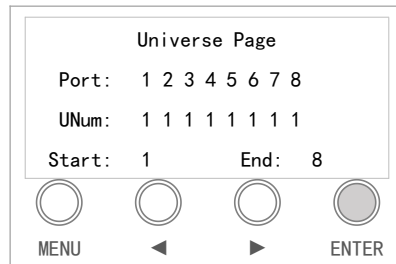 Universe Page
Port: 1 2 3 4 5 6 7 8
UNum: 1 1 1 1 1 1 1 1
Start: 1 End: 8
MENU ◀ ▶ ENTER